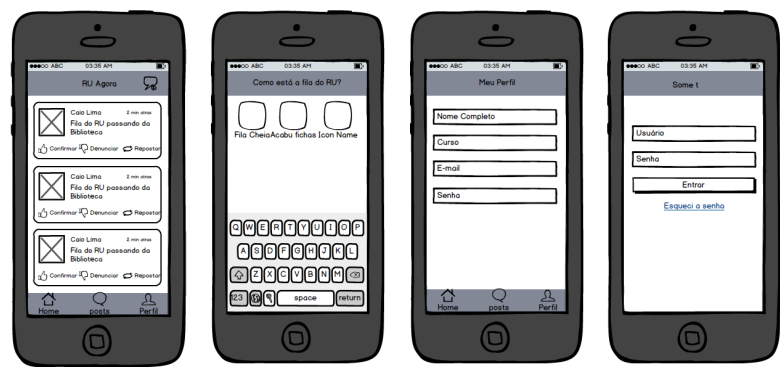 ABC 03:35 AM
RU Agora
Caio Lima 2 min atras
Fila do RU passando da
Biblioteca
Confirmar Denunciar Repostar
Caio Lima 2 min atras
Fila do RU passando da
Biblioteca
Confirmar Denunciar Repostar
Caio Lima 2 min atras
Fila do RU passando da
Biblioteca
Confirmar Denunciar Repostar
Home posts Perfil
ABC 03:35 AM
Como está a fila do RU?
Fila Cheia Acabu fichas Icon Name
Q W E R T Y U I O P
A S D F G H J K L
Z X C V B N M
123 space return
ABC 03:35 AM
Meu Perfil
Nome Completo
Curso
E-mail
Senha
Home posts Perfil
ABC 03:35 AM
Some t
Usuário
Senha
Entrar
Esqueci a senha